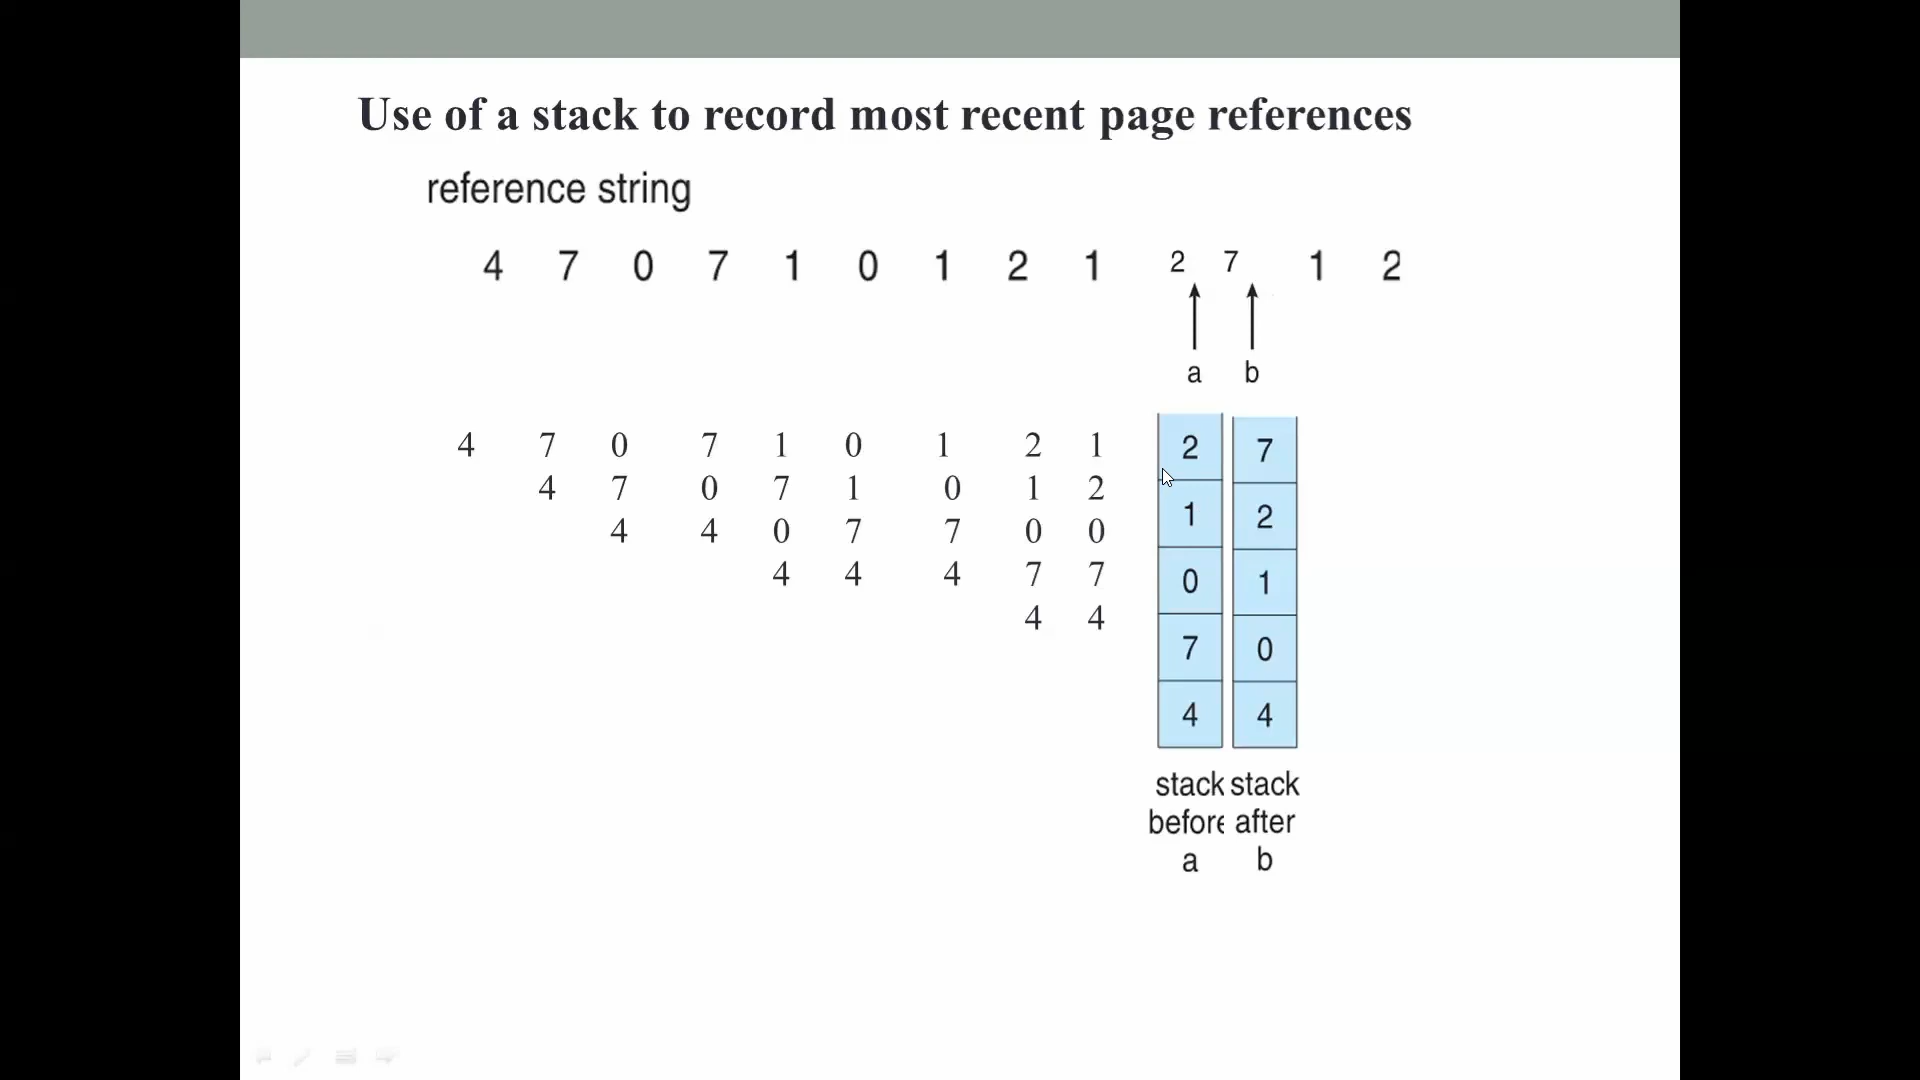 Use of a stack to record most recent page references
reference string
4 7 0 7 1 0 1 2 1 2 7 1 2
a b
4 7 0 7 1 0 1 2 1 2 7
4 7 0 7 1 0 1 2 1 2
4 4 0 7 7 0 0 0 1
4 4 4 7 7 7 0
4 4 4 4
stack stack
before after
a b